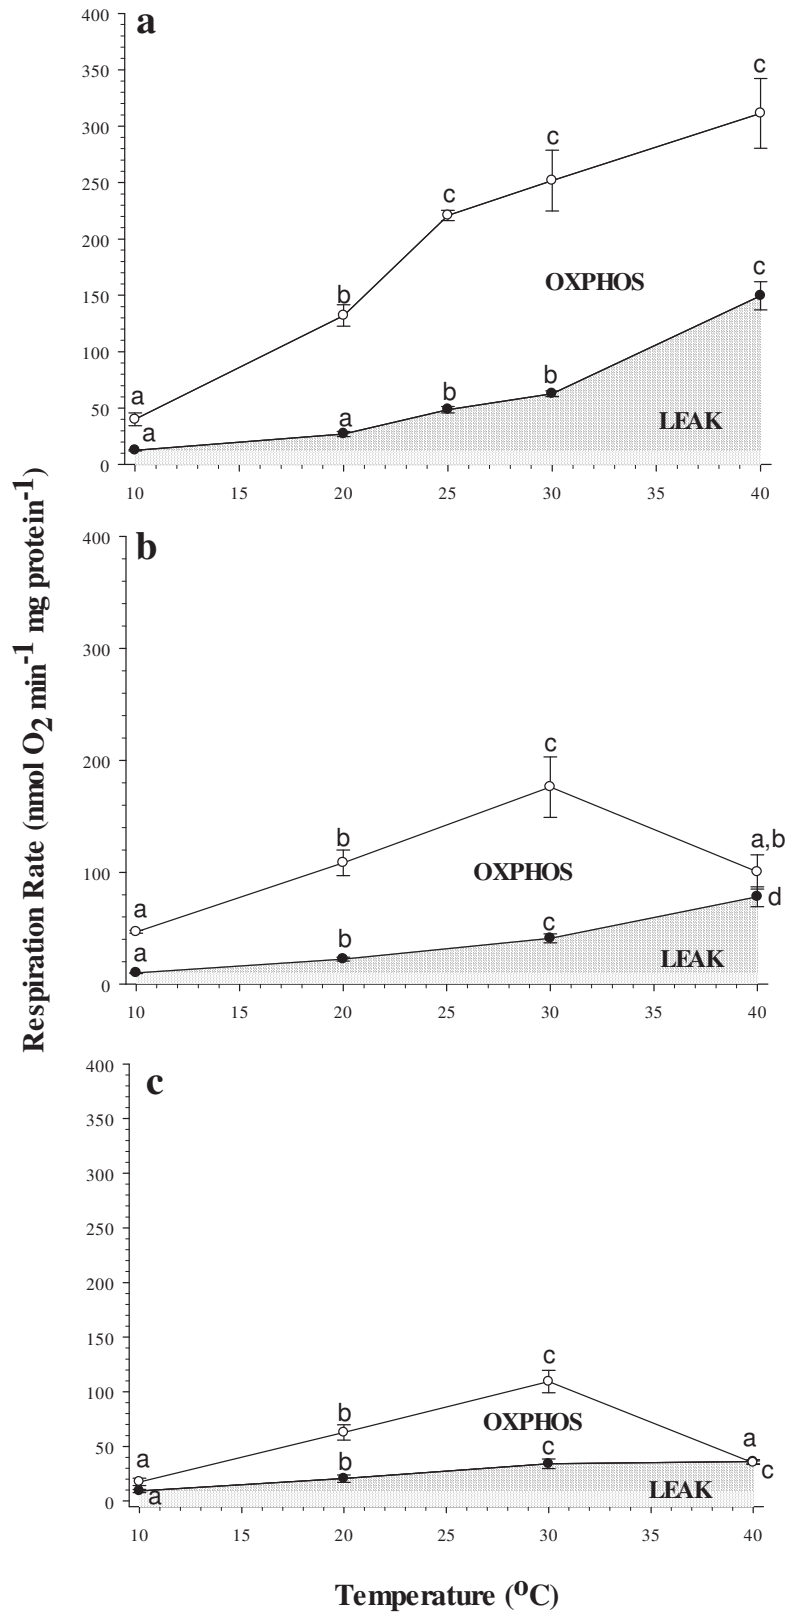 Respiration Rate (nmol O2 min-1 mg protein-1)
a
400
350
300
250
200
150
100
50
0
c
c
c
b
a
c
b
b
a
a
OXPHOS
LEAK
10 15 20 25 30 35 40
b
400
300
200
100
0
c
b
a
a,b
d
c
b
a
OXPHOS
LEAK
10 15 20 25 30 35 40
c
400
350
300
250
200
150
100
50
0
c
b
a
a
c
c
b
a
OXPHOS
LEAK
10 15 20 25 30 35 40
Temperature (oC)